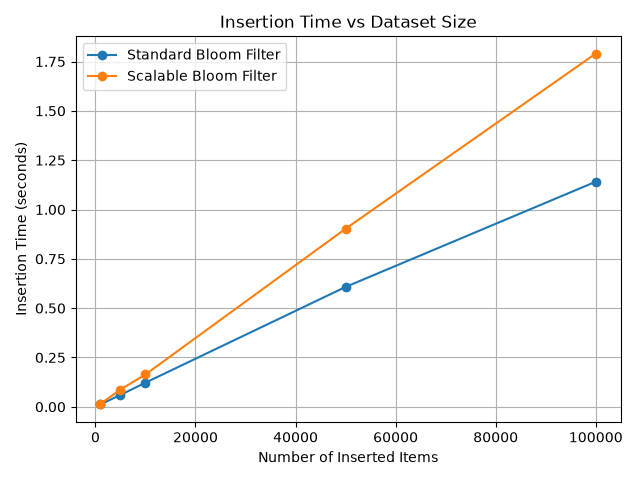 Insertion Time vs Dataset Size
Standard Bloom Filter
Scalable Bloom Filter
Insertion Time (seconds)
1.75
1.50
1.25
1.00
0.75
0.50
0.25
0.00
0 20000 40000 60000 80000 100000
Number of Inserted Items